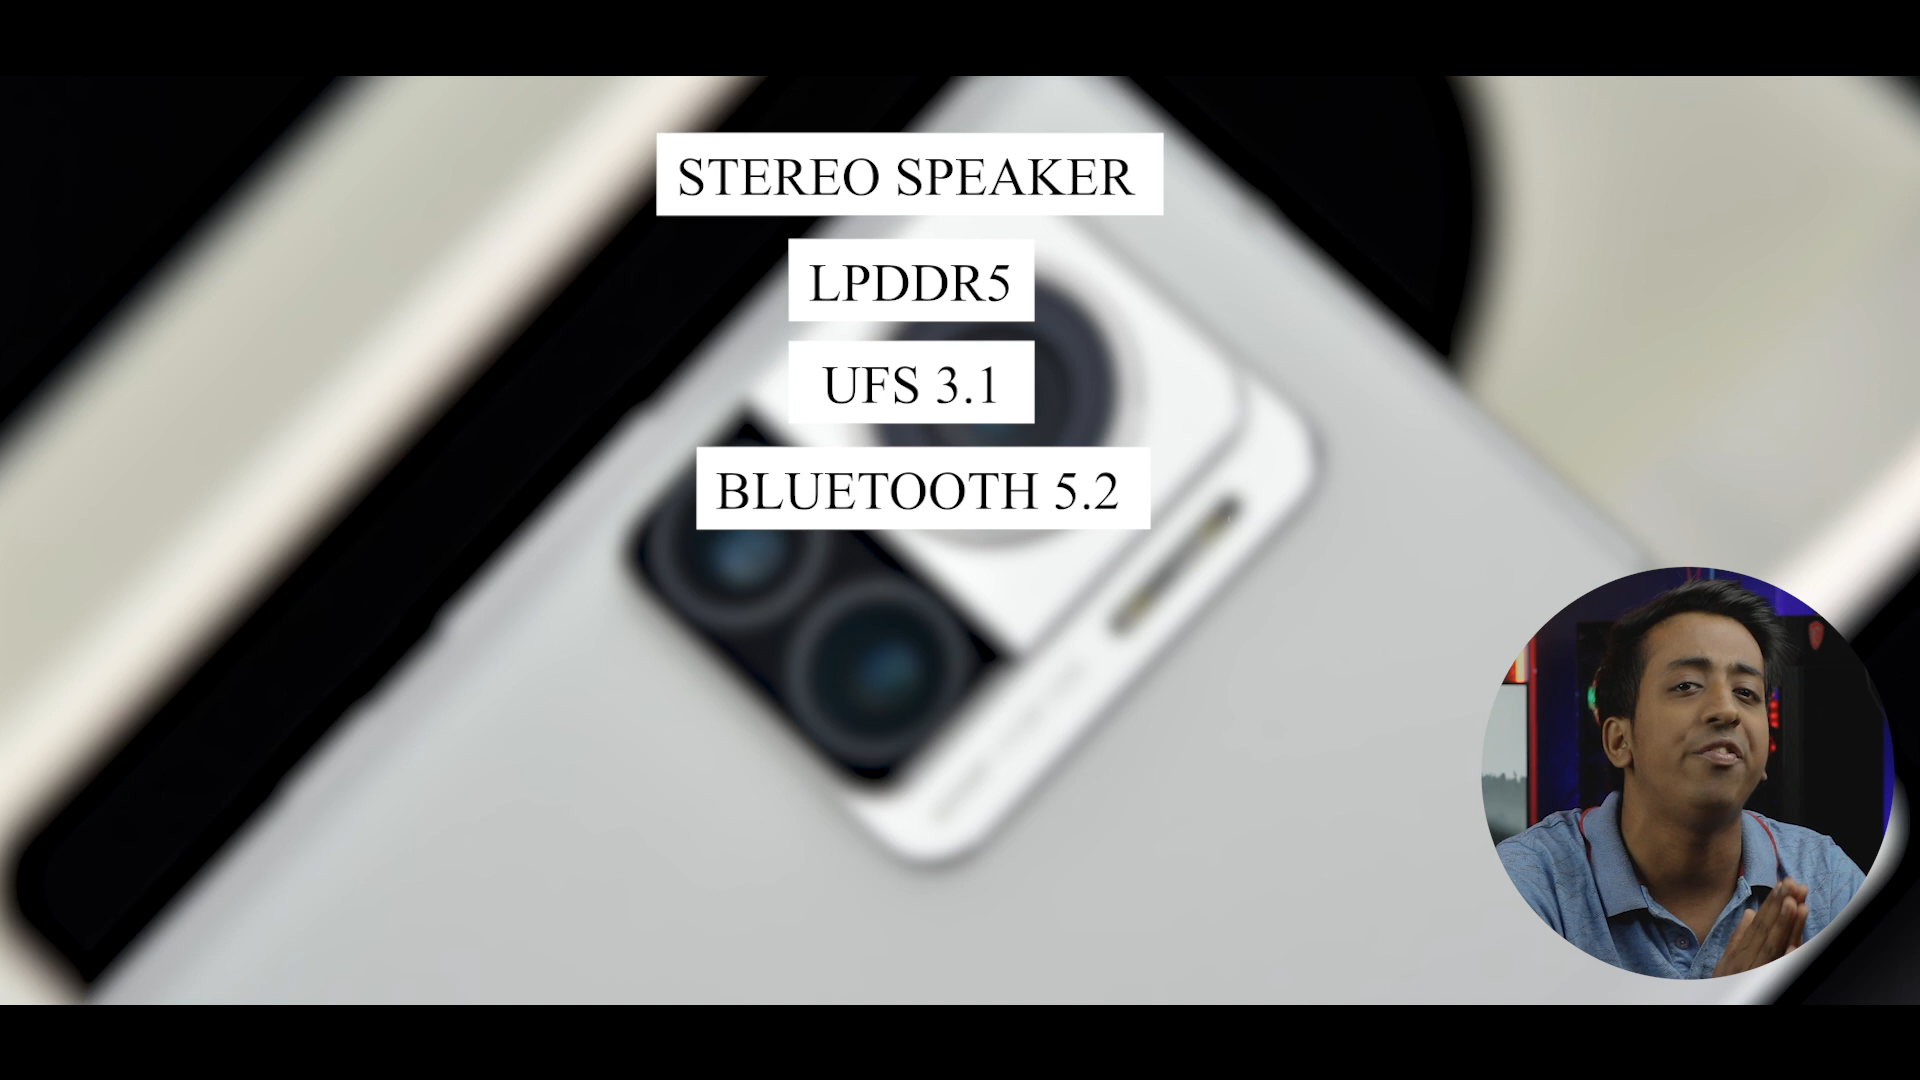 STEREO SPEAKER
LPDDR5
UFS 3.1
BLUETOOTH 5.2